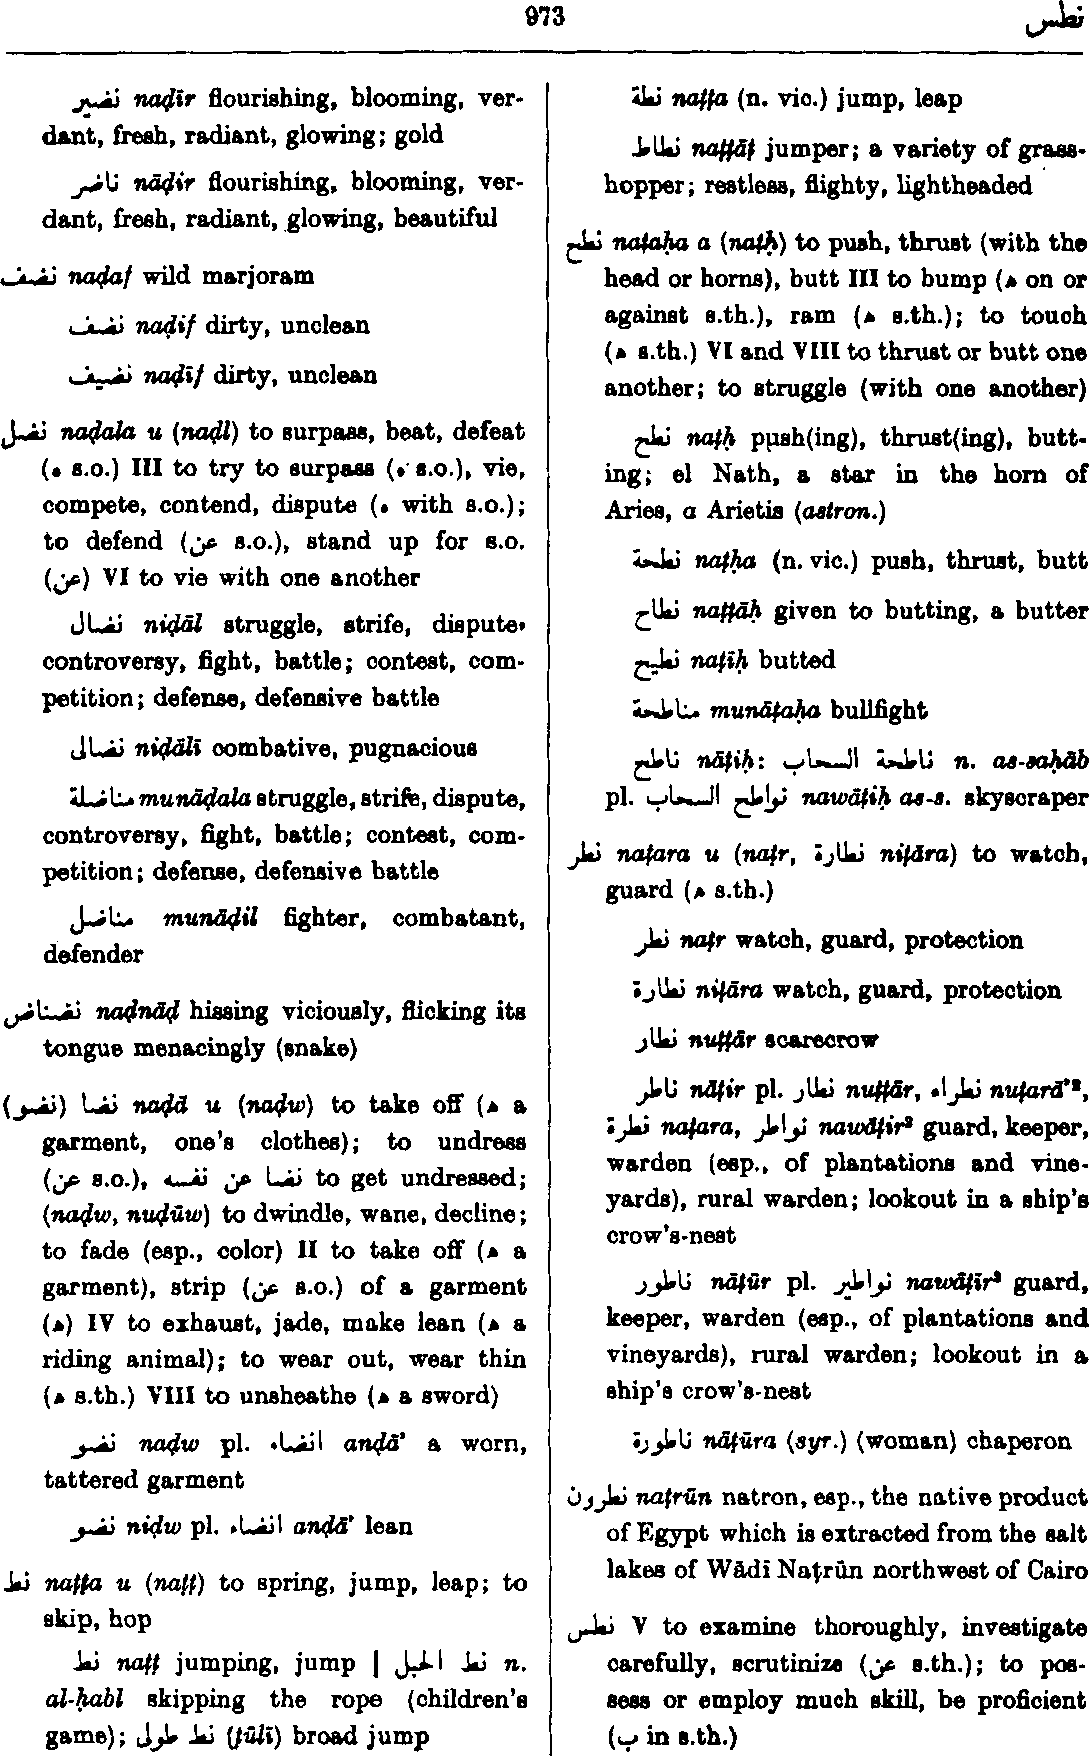 973
نطس
نضير naḍīr flourishing, blooming, ver-
dant, fresh, radiant, glowing; gold
ناضر nāḍir flourishing, blooming, ver-
dant, fresh, radiant, glowing, beautiful
نضف naḍaf wild marjoram
نضف naḍif dirty, unclean
نضيف naḍīf dirty, unclean
نضل naḍala u (naḍl) to surpass, beat, defeat
(ه s.o.) III to try to surpass (ه s.o.), vie,
compete, contend, dispute (ه with s.o.);
to defend (عن s.o.), stand up for s.o.
(عن) VI to vie with one another
نضال niḍāl struggle, strife, dispute,
controversy, fight, battle; contest, com-
petition; defense, defensive battle
نضالى niḍālī combative, pugnacious
مناضلة munāḍala struggle, strife, dispute,
controversy, fight, battle; contest, com-
petition; defense, defensive battle
مناضل munāḍil fighter, combatant,
defender
نضناض naḍnāḍ hissing viciously, flicking its
tongue menacingly (snake)
(نضو) نضا naḍā u (naḍw) to take off (ه a
garment, one's clothes); to undress
(عن s.o.), نضا عن نفسه to get undressed;
(naḍw, nuḍūw) to dwindle, wane, decline;
to fade (esp., color) II to take off (ه a
garment), strip (عن s.o.) of a garment
(ه) IV to exhaust, jade, make lean (ه a
riding animal); to wear out, wear thin
(ه s.th.) VIII to unsheathe (ه a sword)
نضو naḍw pl. انضاء anḍā' a worn,
tattered garment
نضو niḍw pl. انضاء anḍā' lean
نط naṭṭa u (naṭṭ) to spring, jump, leap; to
skip, hop
نط naṭṭ jumping, jump | نط الحبل n.
al-ḥabl skipping the rope (children's
game); نط طولى (ṭūlī) broad jump
نطة naṭṭa (n. vic.) jump, leap
نطاط naṭṭāṭ jumper; a variety of grass-
hopper; restless, flighty, lightheaded
نطح naṭaḥa a (naṭḥ) to push, thrust (with the
head or horns), butt III to bump (ه on or
against s.th.), ram (ه s.th.); to touch
(ه s.th.) VI and VIII to thrust or butt one
another; to struggle (with one another)
نطح naṭḥ push(ing), thrust(ing), butt-
ing; el Nath, a star in the horn of
Aries, α Arietis (astron.)
نطحة naṭḥa (n. vic.) push, thrust, butt
نطاح naṭṭāḥ given to butting, a butter
نطيح naṭīḥ butted
مناطحة munāṭaḥa bullfight
ناطح nāṭiḥ: ناطحة السحاب n. as-saḥāb
pl. نواطح السحاب nawāṭiḥ as-s. skyscraper
نطر naṭara u (naṭr, نطارة niṭāra) to watch,
guard (ه s.th.)
نطر naṭr watch, guard, protection
نطارة niṭāra watch, guard, protection
نطار nuṭṭār scarecrow
ناطر nāṭir pl. نطار nuṭṭār, نطراء nuṭarā'²,
نطرة naṭara, نواطر nawāṭir² guard, keeper,
warden (esp., of plantations and vine-
yards), rural warden; lookout in a ship's
crow's-nest
ناطور nāṭūr pl. نواطير nawāṭīr² guard,
keeper, warden (esp., of plantations and
vineyards), rural warden; lookout in a
ship's crow's-nest
ناطورة nāṭūra (syr.) (woman) chaperon
نطرون naṭrūn natron, esp., the native product
of Egypt which is extracted from the salt
lakes of Wādī Naṭrūn northwest of Cairo
نطس V to examine thoroughly, investigate
carefully, scrutinize (عن s.th.); to pos-
sess or employ much skill, be proficient
(ب in s.th.)